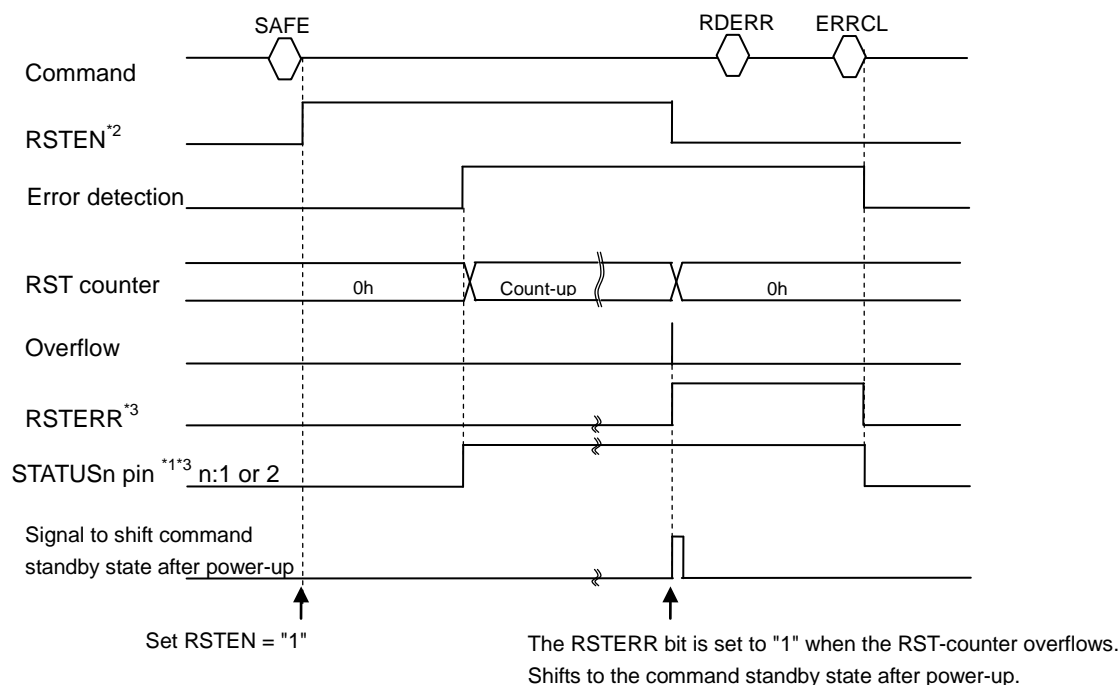 SAFE RDERR ERRCL
Command
RSTEN*2
Error detection
RST counter 0h Count-up 0h
Overflow
RSTERR*3
STATUSn pin *1*3 n:1 or 2
Signal to shift command
standby state after power-up
Set RSTEN = "1"
The RSTERR bit is set to "1" when the RST-counter overflows.
Shifts to the command standby state after power-up.